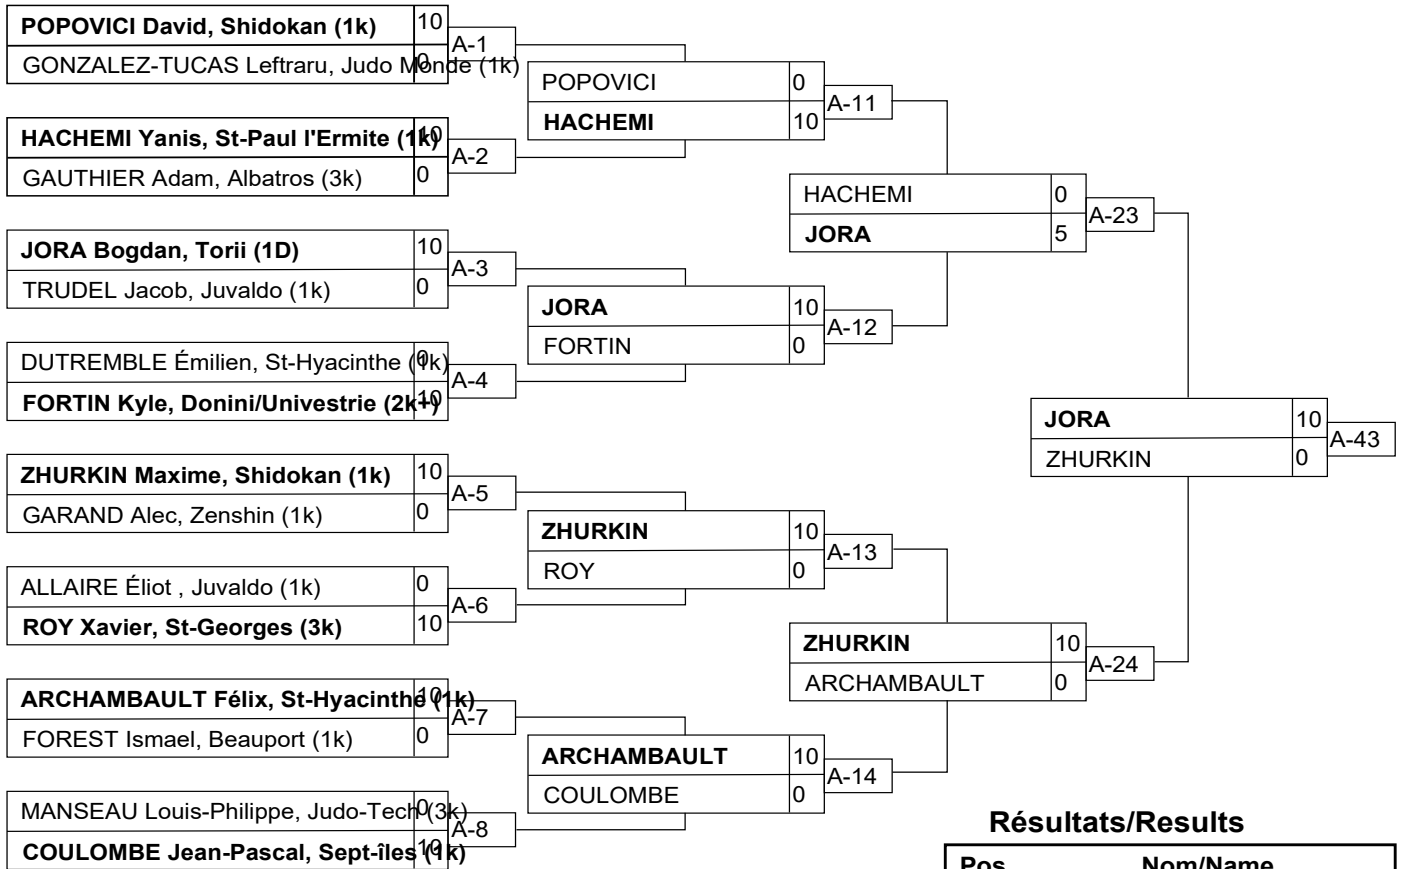 POPOVICI David, Shidokan (1k) 10
A-1
GONZALEZ-TUCAS Leftraru, Judo Monde (1k) 0
POPOVICI 0
A-11
HACHEMI 10
HACHEMI Yanis, St-Paul l'Ermite (1k) 10
A-2
GAUTHIER Adam, Albatros (3k) 0
HACHEMI 0
A-23
JORA 5
JORA Bogdan, Torii (1D) 10
A-3
TRUDEL Jacob, Juvaldo (1k) 0
JORA 10
A-12
FORTIN 0
DUTREMBLE Émilien, St-Hyacinthe (1k) 0
A-4
FORTIN Kyle, Donini/Univestrie (2k+) 10
JORA 10
A-43
ZHURKIN 0
ZHURKIN Maxime, Shidokan (1k) 10
A-5
GARAND Alec, Zenshin (1k) 0
ZHURKIN 10
A-13
ROY 0
ALLAIRE Éliot , Juvaldo (1k) 0
A-6
ROY Xavier, St-Georges (3k) 10
ZHURKIN 10
A-24
ARCHAMBAULT 0
ARCHAMBAULT Félix, St-Hyacinthe (1k) 10
A-7
FOREST Ismael, Beauport (1k) 0
ARCHAMBAULT 10
A-14
COULOMBE 0
MANSEAU Louis-Philippe, Judo-Tech (3k) 0
A-8
COULOMBE Jean-Pascal, Sept-îles (1k) 10
Résultats/Results
Pos Nom/Name